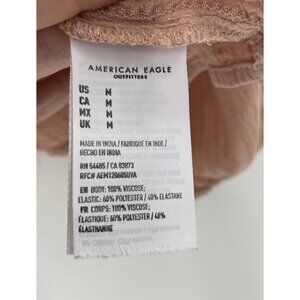 AMERICAN EAGLE
OUTFITTERS
US M
CA M
MX M
UK M
MADE IN INDIA/ FABRIQUÉ EN INDE/
HECHO EN INDIA
RN 54485/ CA 03873
RFC# AEM120605U9A
EN BODY: 100% VISCOSE;
ELASTIC: 60% POLYESTER/ 40% ELASTANE
FR CORPS: 100% VISCOSE;
ÉLASTIQUE: 60% POLYESTER / 40%
ÉLASTHANNE